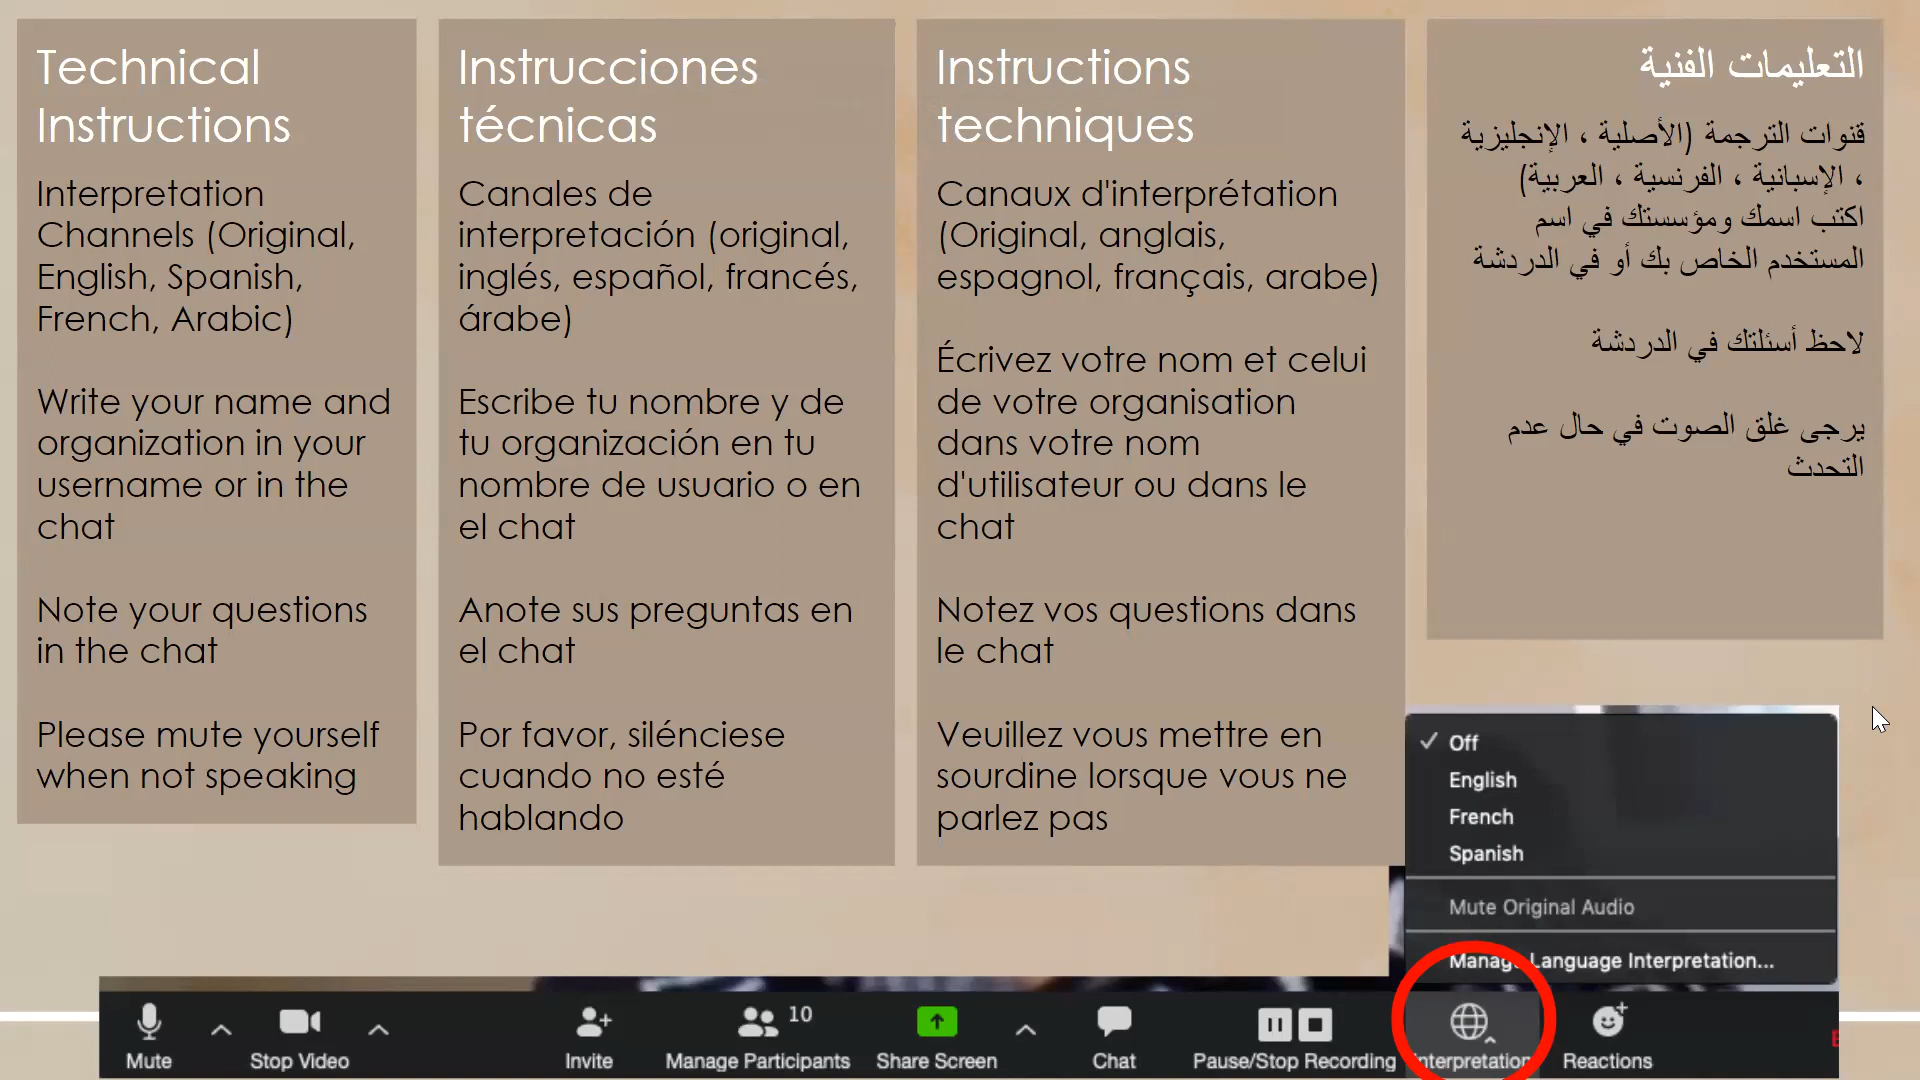 Technical
Instructions
Interpretation
Channels (Original,
English, Spanish,
French, Arabic)
Write your name and
organization in your
username or in the
chat
Note your questions
in the chat
Please mute yourself
when not speaking
Instrucciones
técnicas
Canales de
interpretación (original,
inglés, español, francés,
árabe)
Escribe tu nombre y de
tu organización en tu
nombre de usuario o en
el chat
Anote sus preguntas en
el chat
Por favor, silénciese
cuando no esté
hablando
Instructions
techniques
Canaux d'interprétation
(Original, anglais,
espagnol, français, arabe)
Écrivez votre nom et celui
de votre organisation
dans votre nom
d'utilisateur ou dans le
chat
Notez vos questions dans
le chat
Veuillez vous mettre en
sourdine lorsque vous ne
parlez pas
التعليمات الفنية
قنوات الترجمة (الأصلية ، الإنجليزية
، الإسبانية ، الفرنسية ، العربية)
اكتب اسمك ومؤسستك في اسم
المستخدم الخاص بك أو في الدردشة
لاحظ أسئلتك في الدردشة
يرجى غلق الصوت في حال عدم
التحدث
Off
English
French
Spanish
Mute Original Audio
Manage Language Interpretation...
10
Mute
Stop Video
Invite
Manage Participants
Share Screen
Chat
Pause/Stop Recording
Interpretation
Reactions